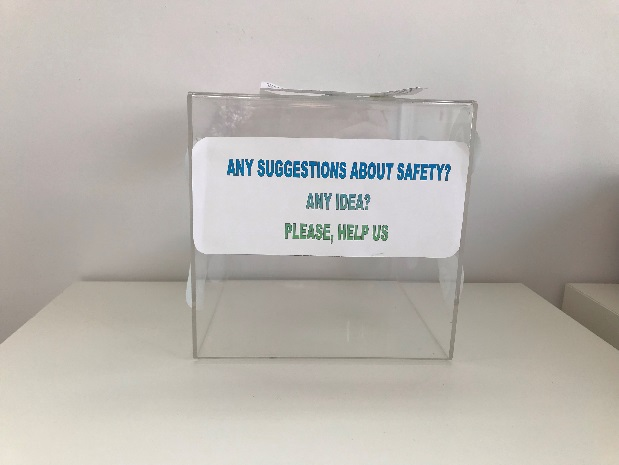 ANY SUGGESTIONS ABOUT SAFETY?
ANY IDEA?
PLEASE, HELP US